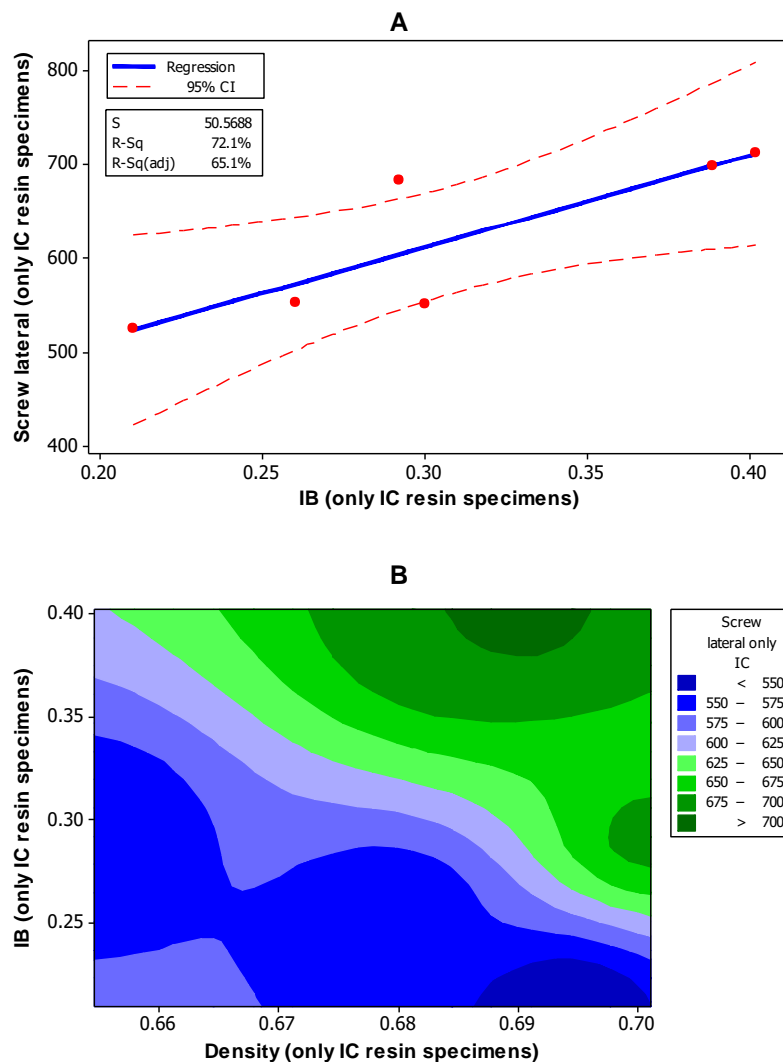 A
800
700
600
500
400
Screw lateral (only IC resin specimens)
Regression
95% CI
S 50.5688
R-Sq 72.1%
R-Sq(adj) 65.1%
0.20 0.25 0.30 0.35 0.40
IB (only IC resin specimens)
B
0.40
0.35
0.30
0.25
IB (only IC resin specimens)
0.66 0.67 0.68 0.69 0.70
Density (only IC resin specimens)
Screw
lateral only
IC
< 550
550 – 575
575 – 600
600 – 625
625 – 650
650 – 675
675 – 700
> 700